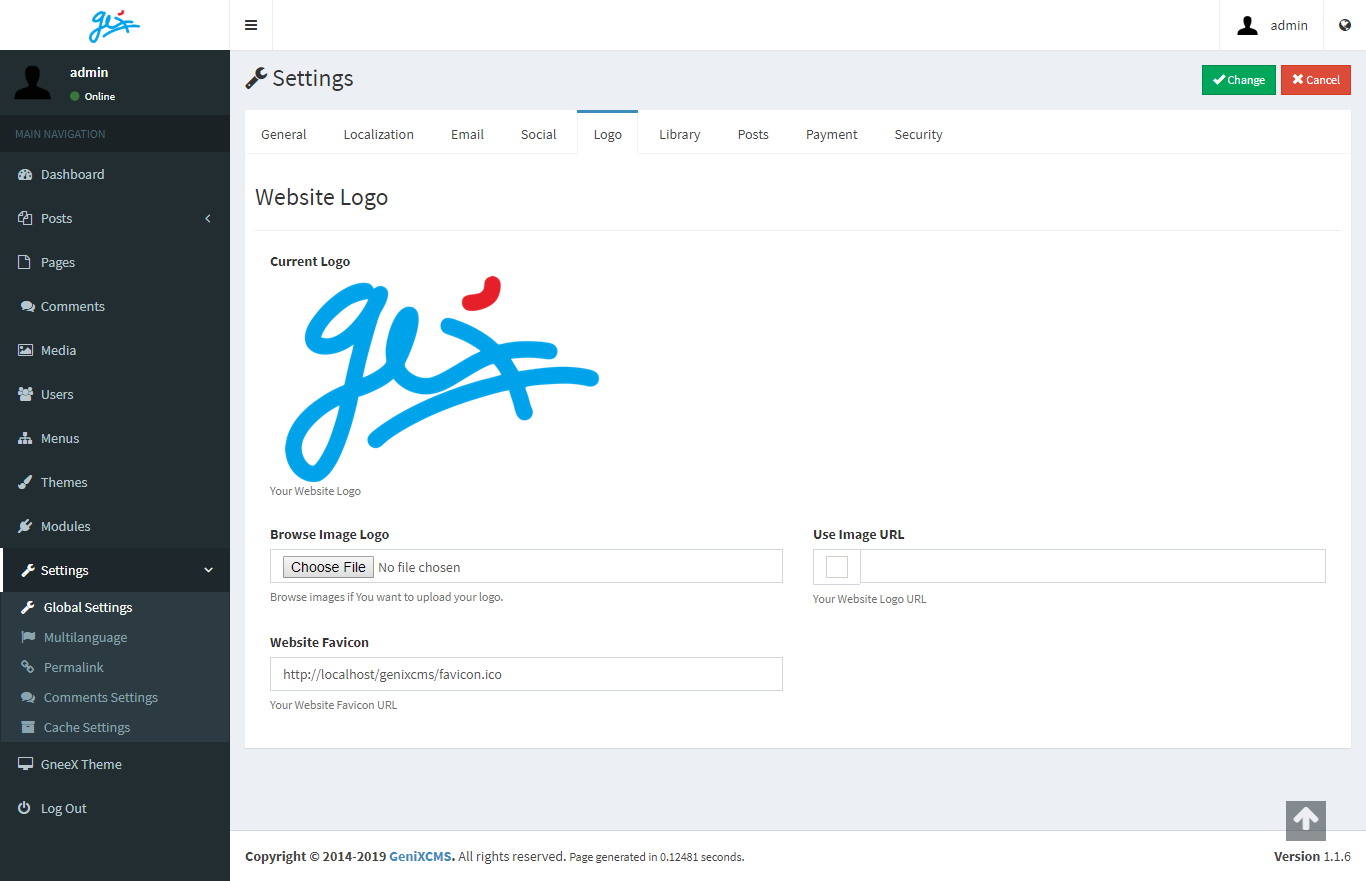 geix
admin
Settings
Change
Cancel
admin
Online
MAIN NAVIGATION
Dashboard
Posts
Pages
Comments
Media
Users
Menus
Themes
Modules
Settings
Global Settings
Multilanguage
Permalink
Comments Settings
Cache Settings
GneeX Theme
Log Out
General
Localization
Email
Social
Logo
Library
Posts
Payment
Security
Website Logo
Current Logo
geix
Your Website Logo
Browse Image Logo
Choose File No file chosen
Browse images if You want to upload your logo.
Use Image URL
Your Website Logo URL
Website Favicon
http://localhost/genixcms/favicon.ico
Your Website Favicon URL
Copyright © 2014-2019 GeniXCMS. All rights reserved. Page generated in 0.12481 seconds.
Version 1.1.6